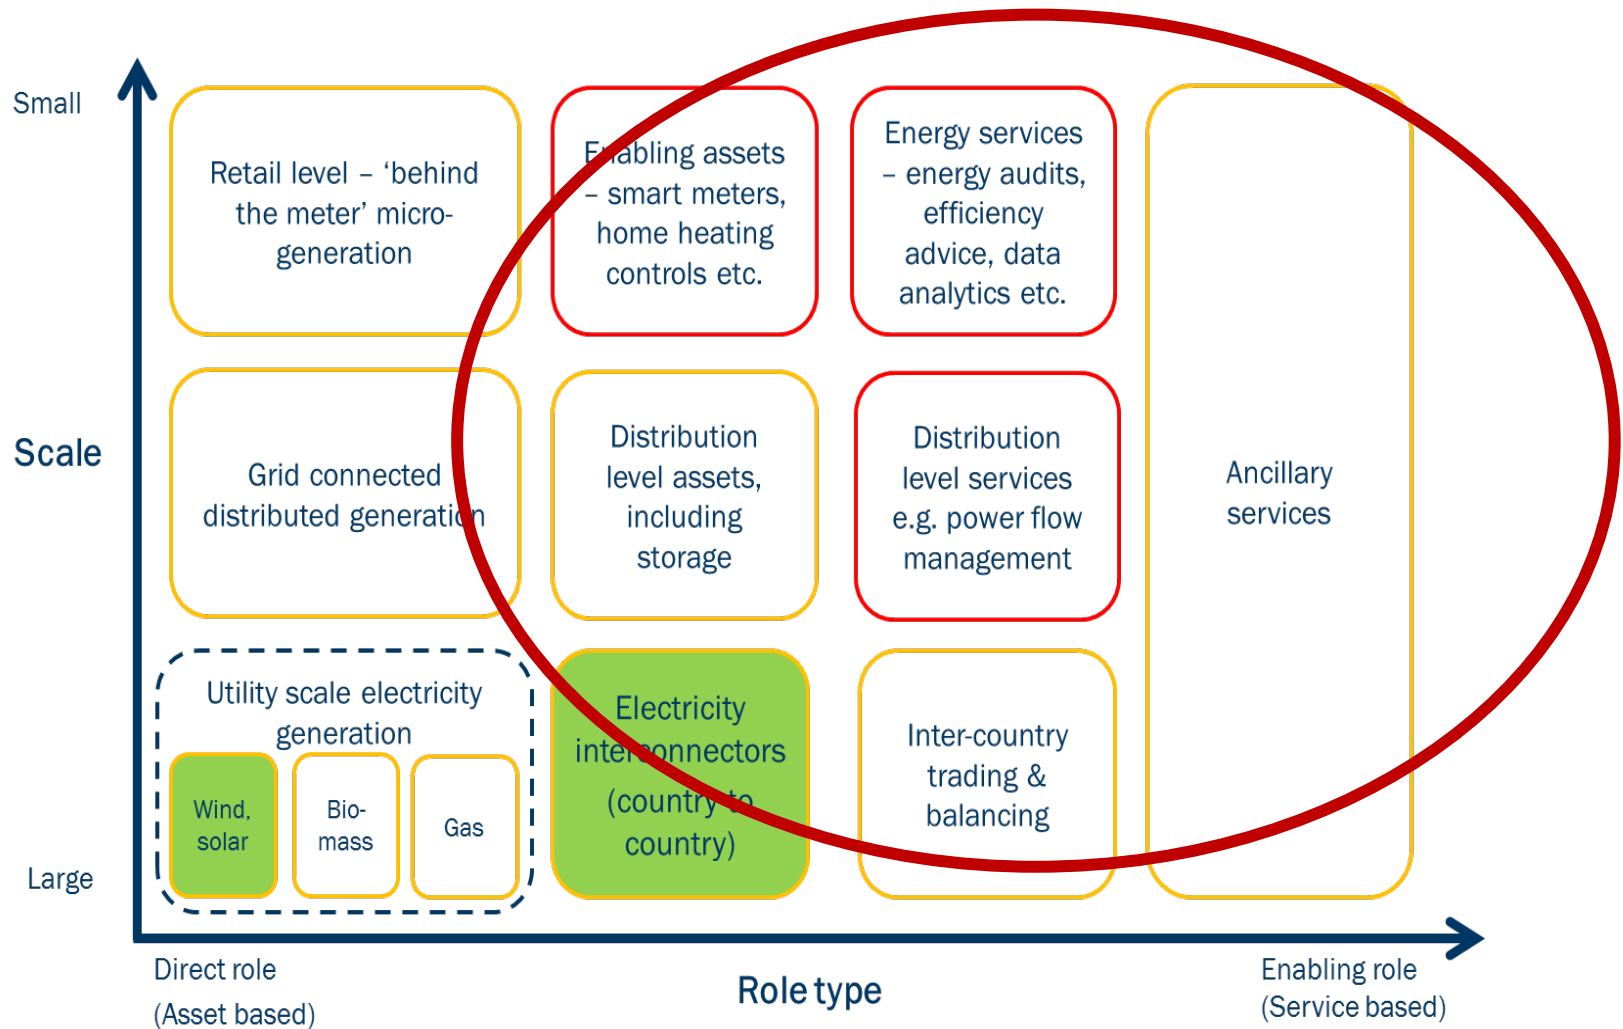 Small
Retail level – ‘behind
the meter’ micro-
generation
Enabling assets
– smart meters,
home heating
controls etc.
Energy services
– energy audits,
efficiency
advice, data
analytics etc.
Scale
Grid connected
distributed generation
Distribution
level assets,
including
storage
Distribution
level services
e.g. power flow
management
Ancillary
services
Utility scale electricity
generation
Wind,
solar
Bio-
mass
Gas
Electricity
interconnectors
(country to
country)
Inter-country
trading &
balancing
Large
Direct role
(Asset based)
Role type
Enabling role
(Service based)